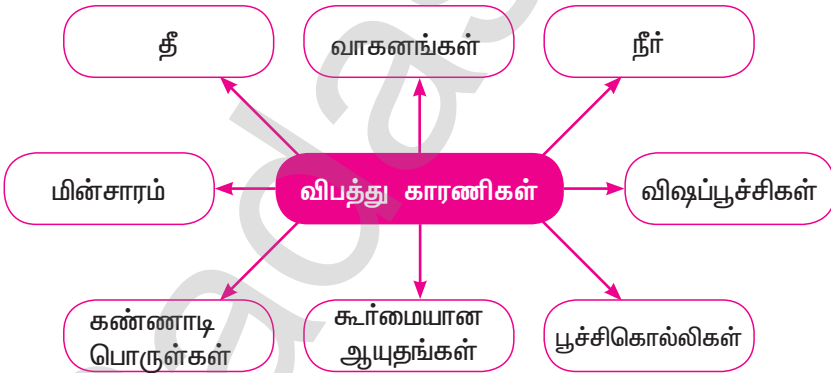 தீ
வாகனங்கள்
நீர்
மின்சாரம்
விபத்து காரணிகள்
விஷப்பூச்சிகள்
கண்ணாடி
பொருள்கள்
கூர்மையான
ஆயுதங்கள்
பூச்சிகொல்லிகள்